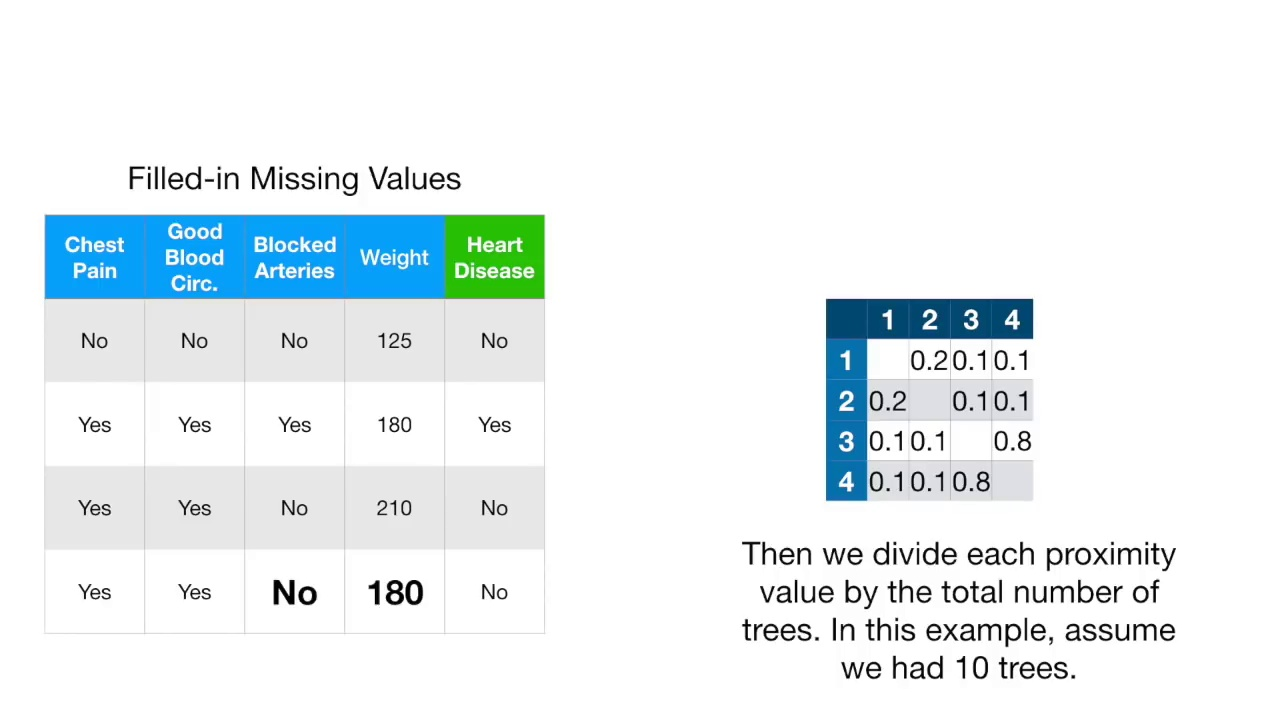 Filled-in Missing Values
Chest Pain Good Blood Circ. Blocked Arteries Weight Heart Disease
No No No 125 No
Yes Yes Yes 180 Yes
Yes Yes No 210 No
Yes Yes No 180 No
1 2 3 4
1 0.2 0.1 0.1
2 0.2 0.1 0.1
3 0.1 0.1 0.8
4 0.1 0.1 0.8
Then we divide each proximity
value by the total number of
trees. In this example, assume
we had 10 trees.